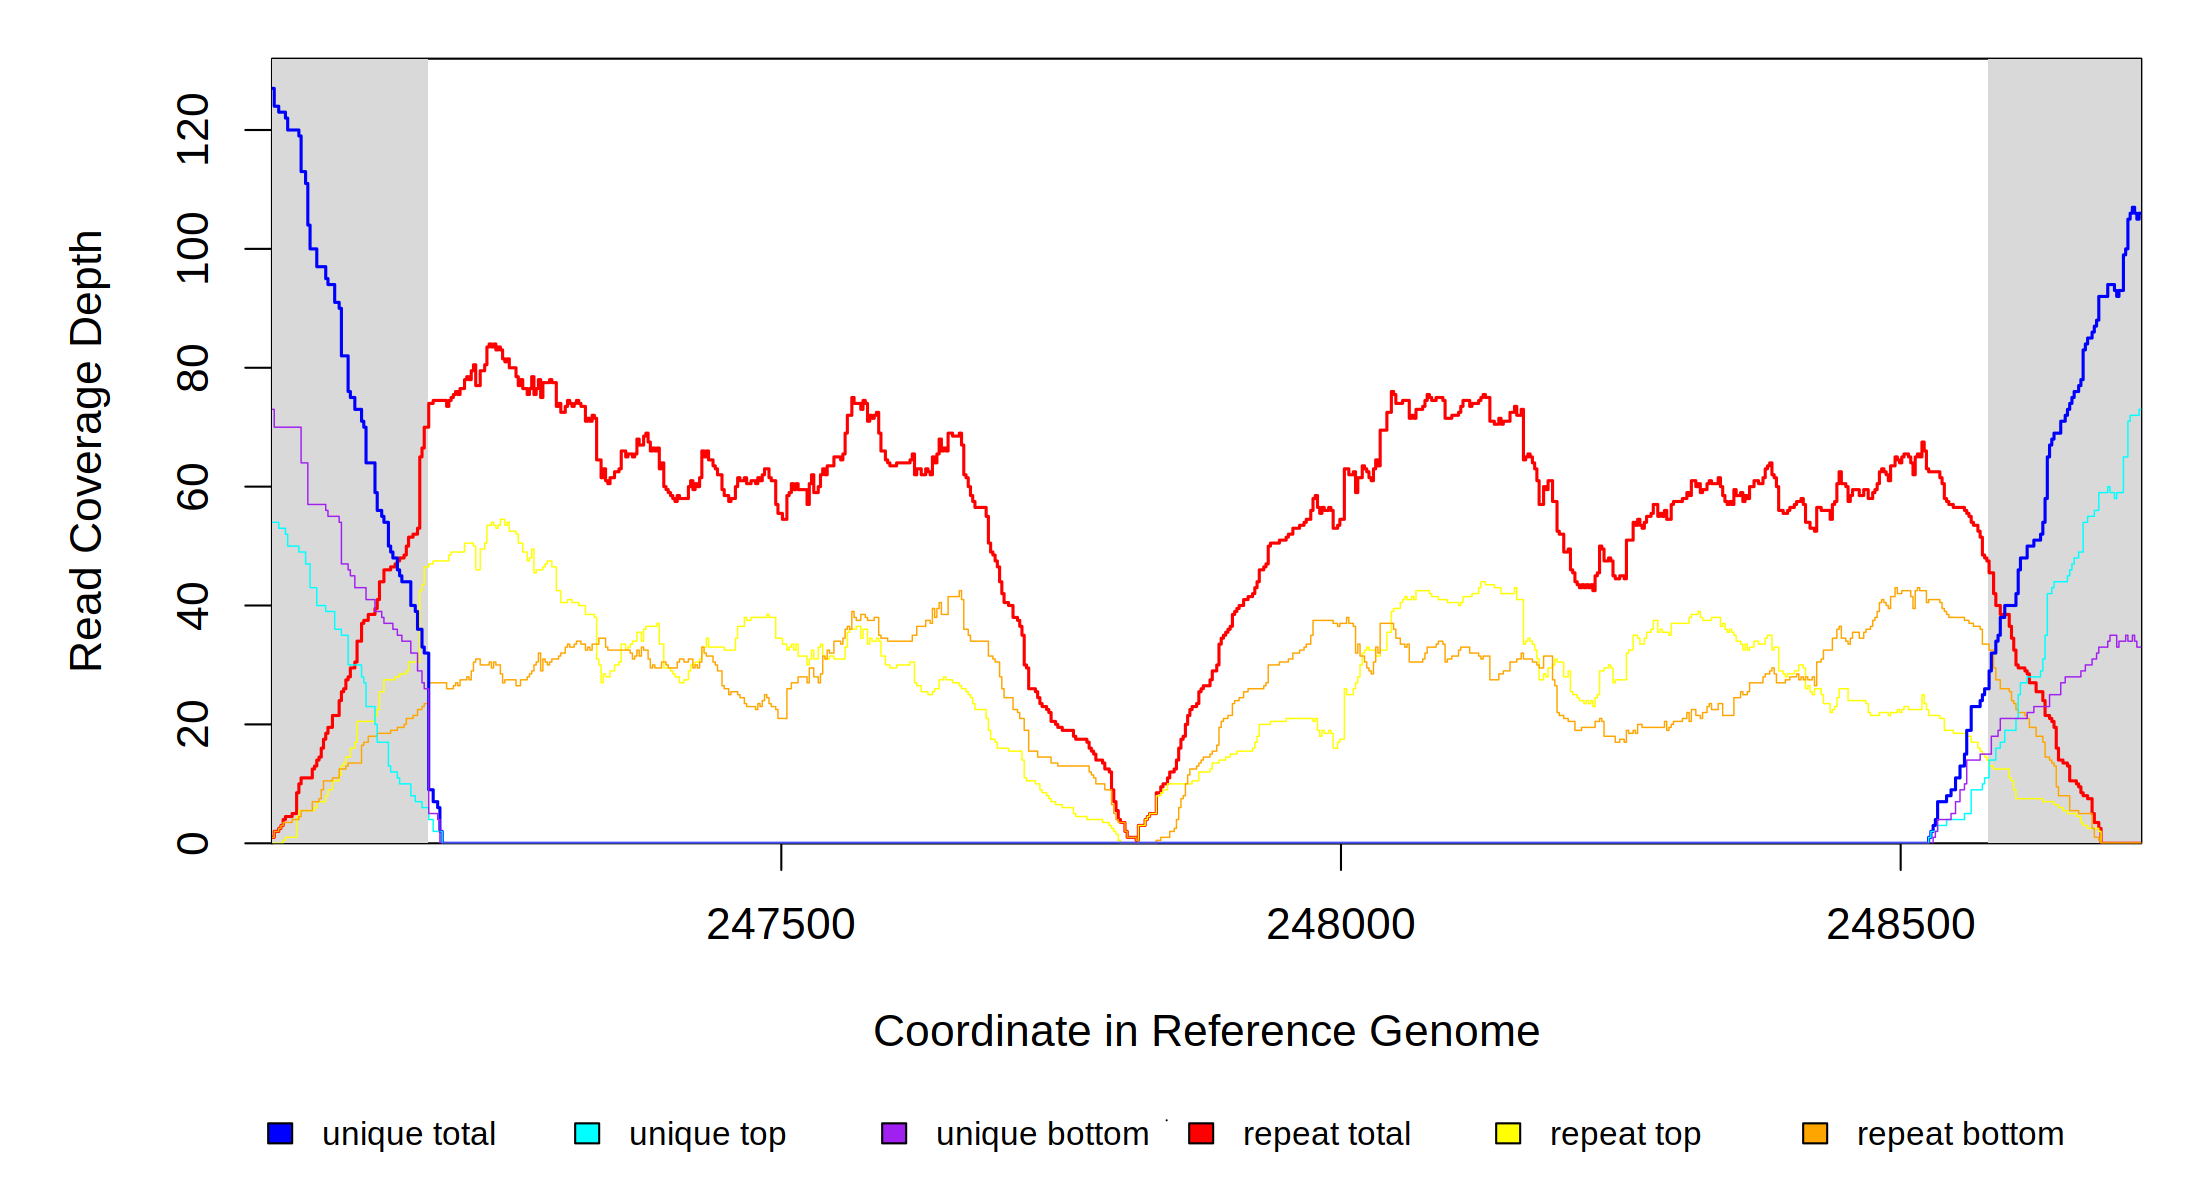 Read Coverage Depth
120
100
80
60
40
20
0
247500 248000 248500
Coordinate in Reference Genome
unique total unique top unique bottom repeat total repeat top repeat bottom